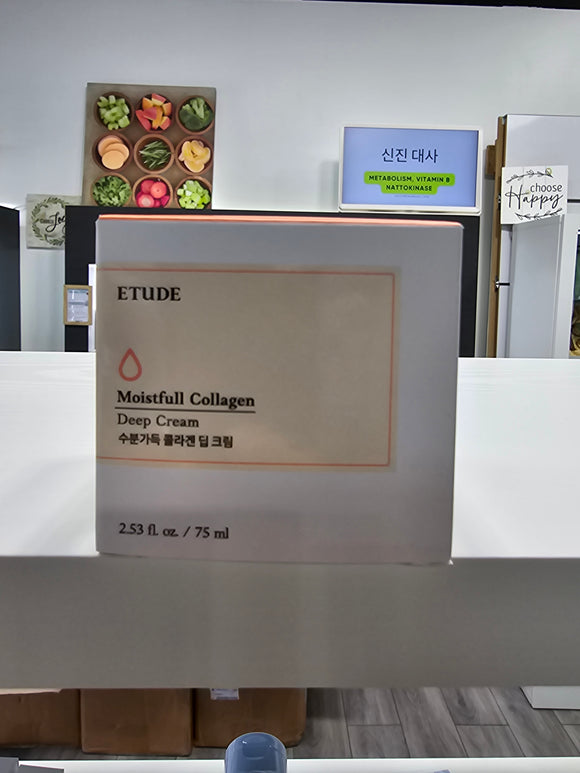 신진 대사
METABOLISM, VITAMIN B
NATTOKINASE
choose
Happy
ETUDE
Moistfull Collagen
Deep Cream
수분가득 콜라겐 딥 크림
2.53 fl. oz. / 75 ml